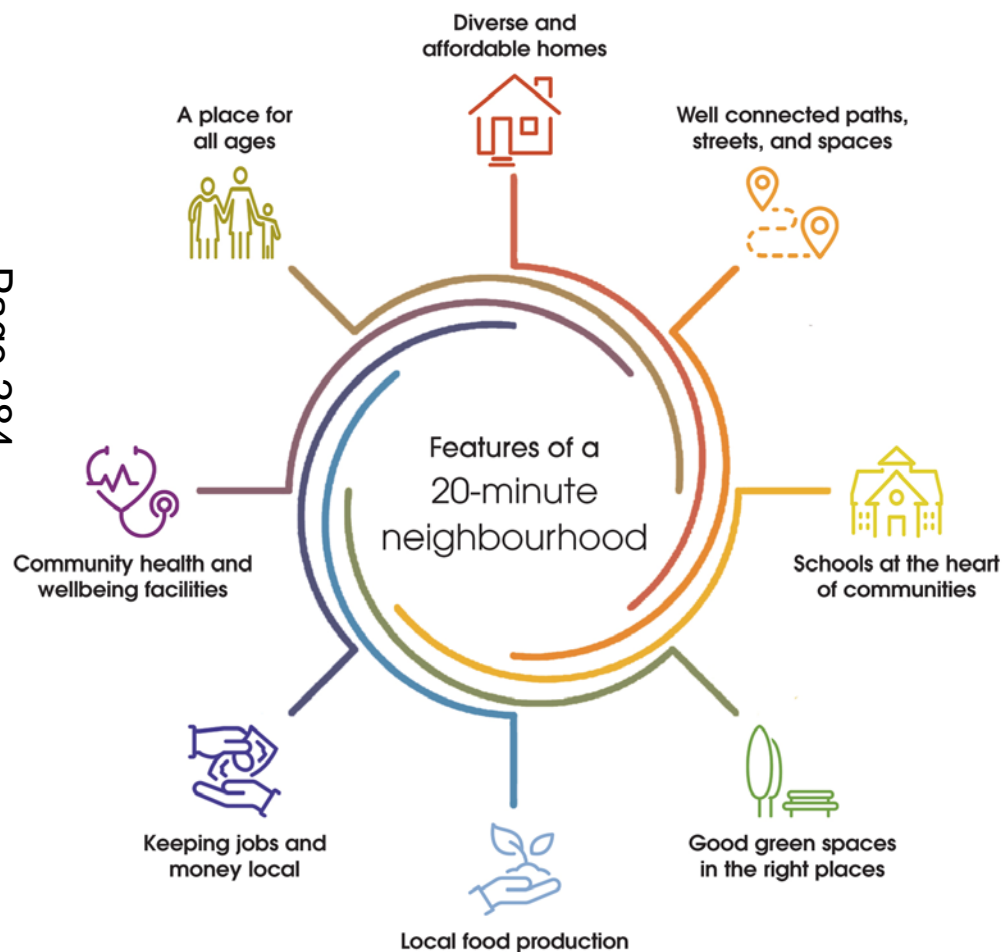 Diverse and
affordable homes
Well connected paths,
streets, and spaces
Schools at the heart
of communities
Good green spaces
in the right places
Local food production
Keeping jobs and
money local
Community health and
wellbeing facilities
A place for
all ages
Features of a
20-minute
neighbourhood
Page 284